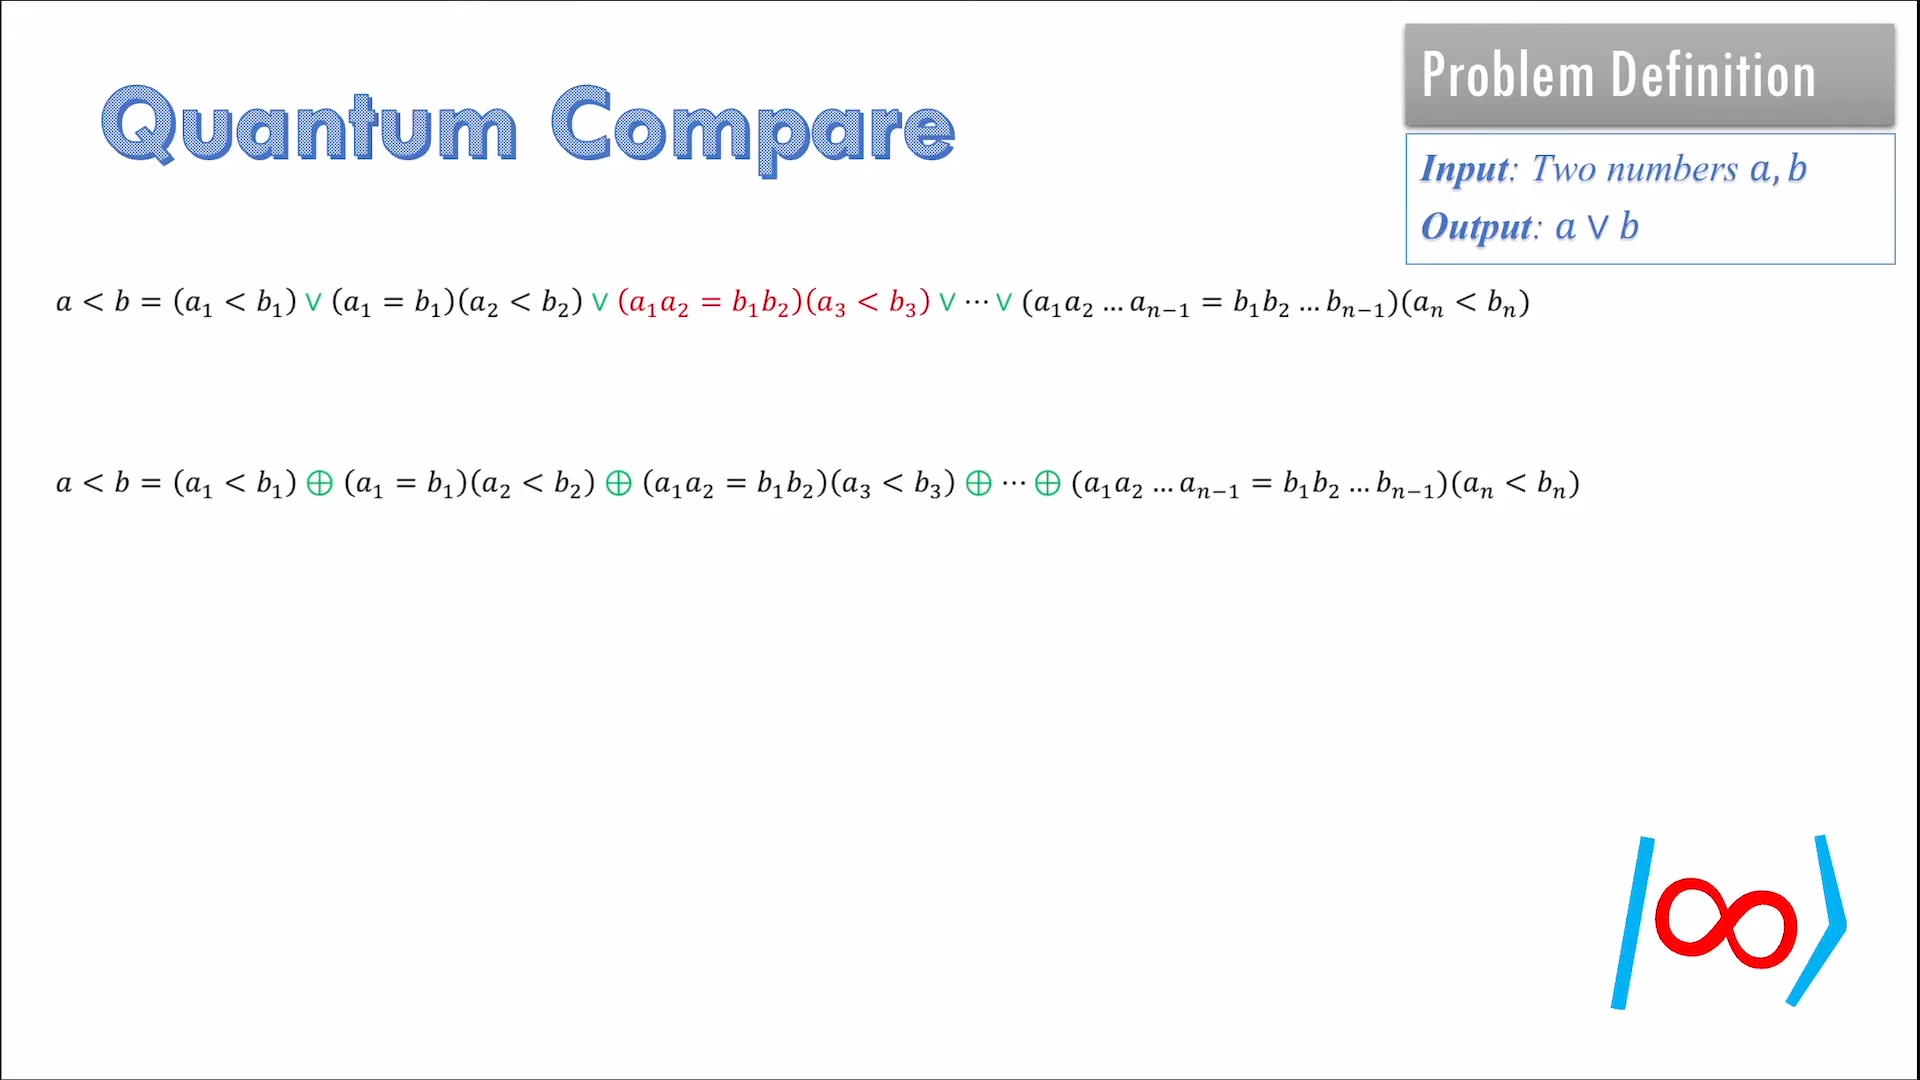 Quantum Compare
Problem Definition
Input: Two numbers a, b
Output: a ∨ b
a < b = (a₁ < b₁) ∨ (a₁ = b₁)(a₂ < b₂) ∨ (a₁a₂ = b₁b₂)(a₃ < b₃) ∨ ⋯ ∨ (a₁a₂ … aₙ₋₁ = b₁b₂ … bₙ₋₁)(aₙ < bₙ)
a < b = (a₁ < b₁) ⊕ (a₁ = b₁)(a₂ < b₂) ⊕ (a₁a₂ = b₁b₂)(a₃ < b₃) ⊕ ⋯ ⊕ (a₁a₂ … aₙ₋₁ = b₁b₂ … bₙ₋₁)(aₙ < bₙ)
|∞⟩